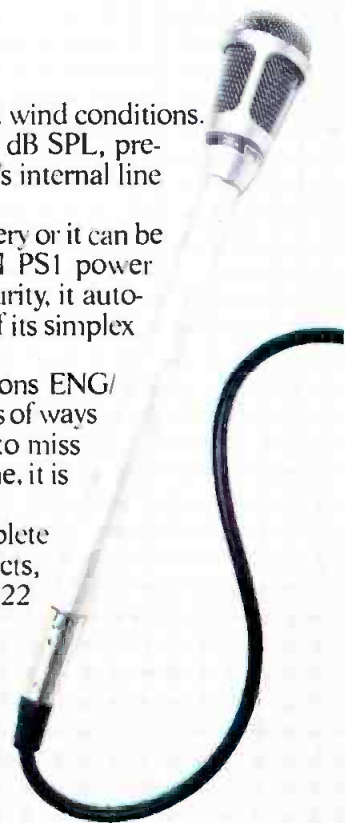 wind conditions.
dB SPL, pre-
's internal line
ery or it can be
PS1 power
urity, it auto-
f its simplex
ons ENG/
s of ways
to miss
ne, it is
plete
cts,
22